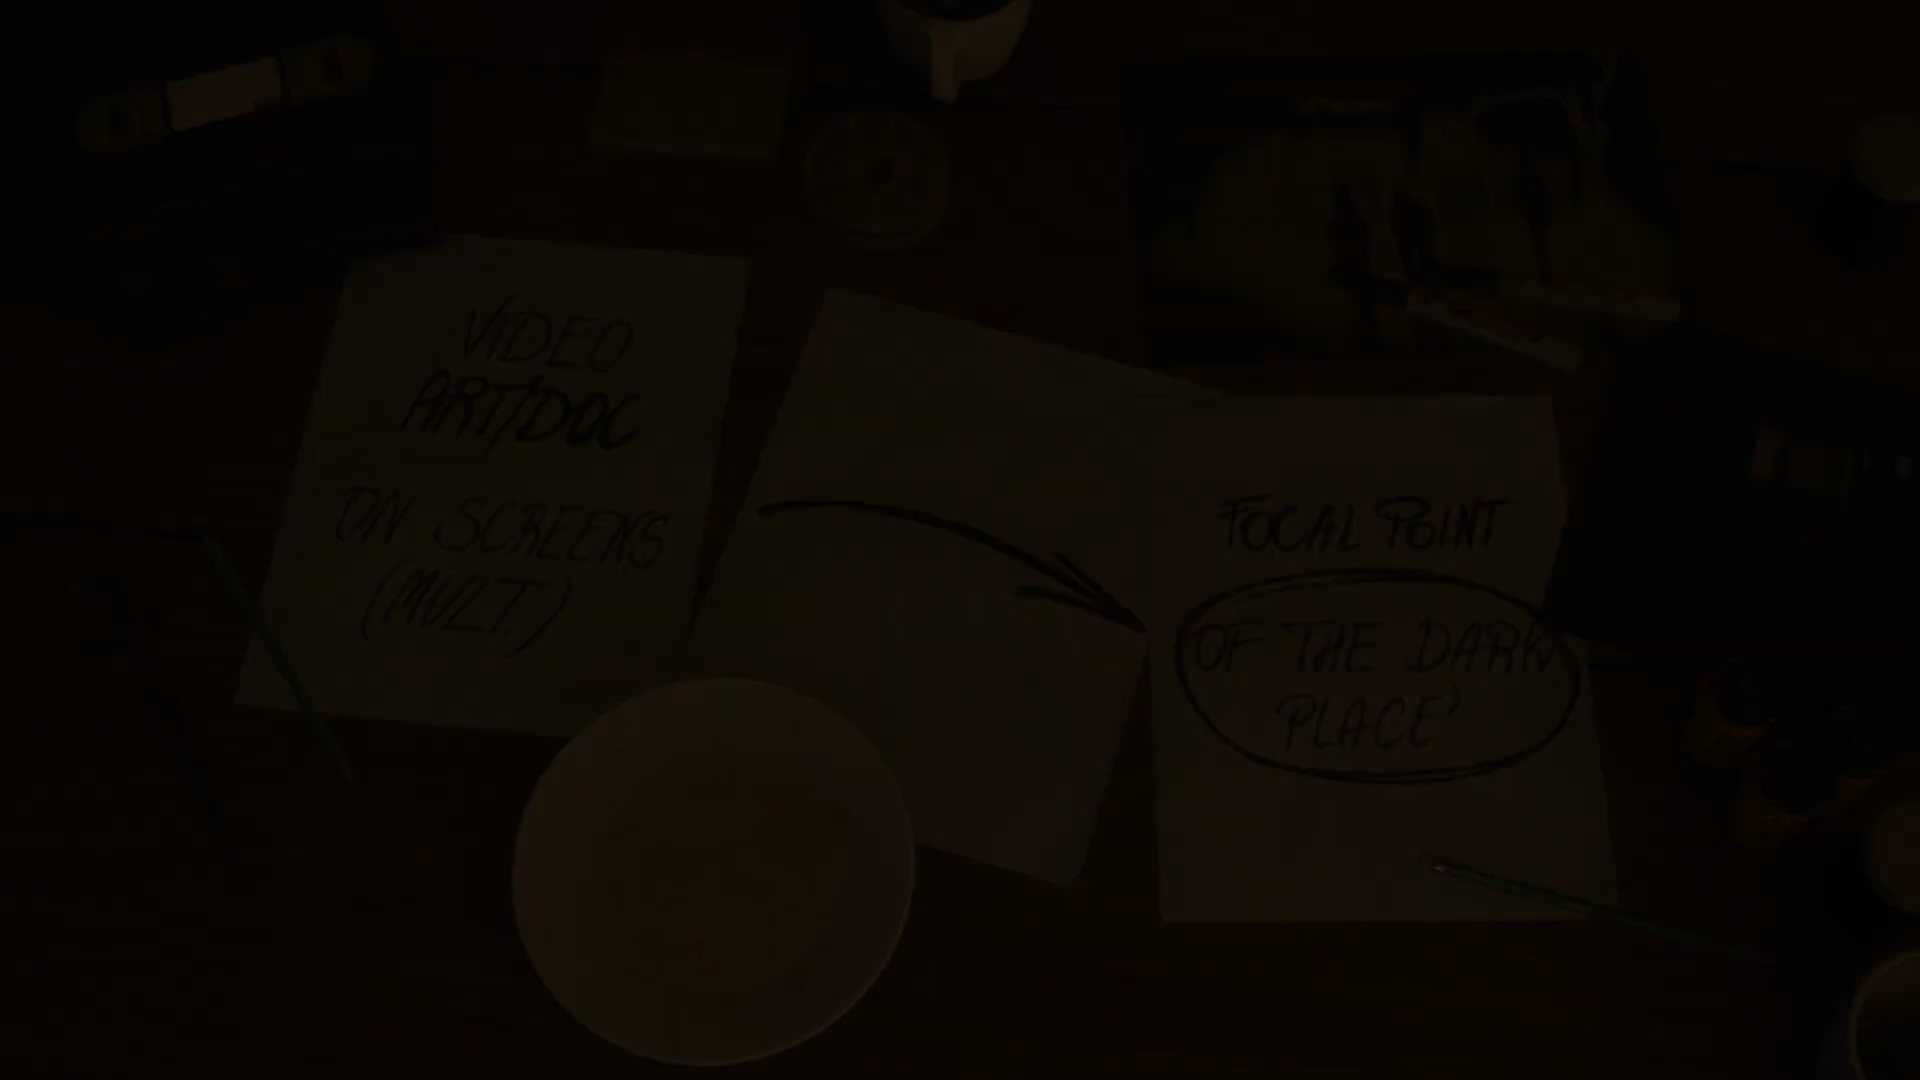 VIDEO
ART/DOC
ON SCREENS
(MULT)
FOCAL POINT
OF THE DARK
PLACE'